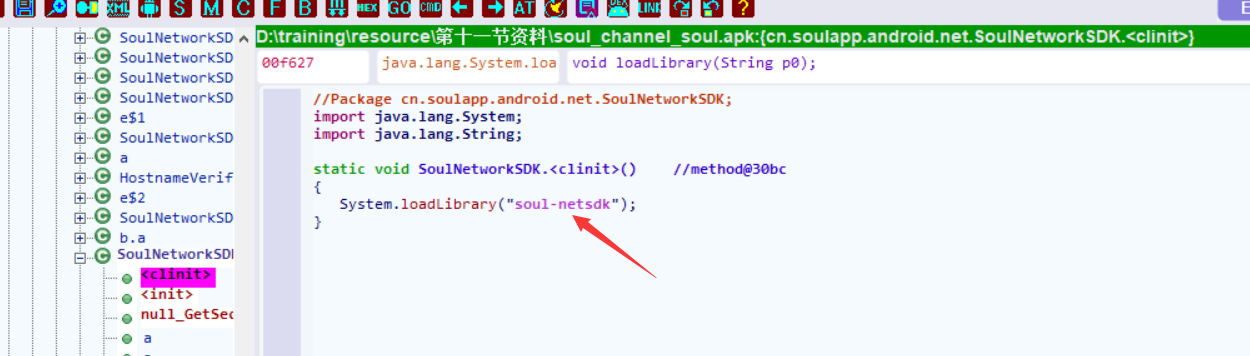 XML S M C F B HEX GO CMD AT LINK ?
D:\training\resource\第十一节资料\soul_channel_soul.apk:{cn.soulapp.android.net.SoulNetworkSDK.<clinit>}
00f627 java.lang.System.loa void loadLibrary(String p0);
SoulNetworkSD
SoulNetworkSD
SoulNetworkSD
SoulNetworkSD
e$1
SoulNetworkSD
a
HostnameVerif
e$2
SoulNetworkSD
b.a
SoulNetworkSD
<clinit>
<init>
null_GetSec
a
//Package cn.soulapp.android.net.SoulNetworkSDK;
import java.lang.System;
import java.lang.String;
static void SoulNetworkSDK.<clinit>() //method@30bc
{
System.loadLibrary("soul-netsdk");
}